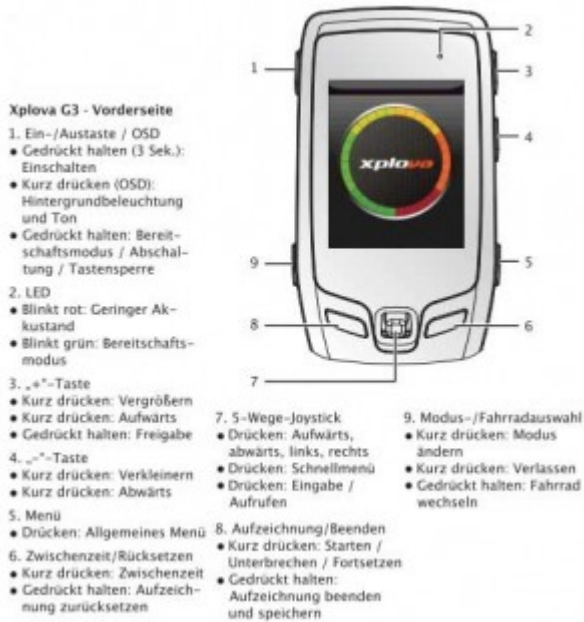 Xplova G3 - Vorderseite
1. Ein-/Austaste / OSD
● Gedrückt halten (3 Sek.):
Einschalten
● Kurz drücken (OSD):
Hintergrundbeleuchtung
und Ton
● Gedrückt halten: Bereit-
schaftsmodus / Abschal-
tung / Tastensperre
2. LED
● Blinkt rot: Geringer Ak-
kustand
● Blinkt grün: Bereitschafts-
modus
3. „+"-Taste
● Kurz drücken: Vergrößern
● Kurz drücken: Aufwärts
● Gedrückt halten: Freigabe
4. „-"-Taste
● Kurz drücken: Verkleinern
● Kurz drücken: Abwärts
5. Menü
● Drücken: Allgemeines Menü
6. Zwischenzeit/Rücksetzen
● Kurz drücken: Zwischenzeit
● Gedrückt halten: Aufzeich-
nung zurücksetzen
1
2
3
4
xplova
9
5
8
6
7
7. 5-Wege-Joystick
● Drücken: Aufwärts,
abwärts, links, rechts
● Drücken: Schnellmenü
● Drücken: Eingabe /
Aufrufen
8. Aufzeichnung/Beenden
● Kurz drücken: Starten /
Unterbrechen / Fortsetzen
● Gedrückt halten:
Aufzeichnung beenden
und speichern
9. Modus-/Fahrradauswahl
● Kurz drücken: Modus
ändern
● Kurz drücken: Verlassen
● Gedrückt halten: Fahrrad
wechseln